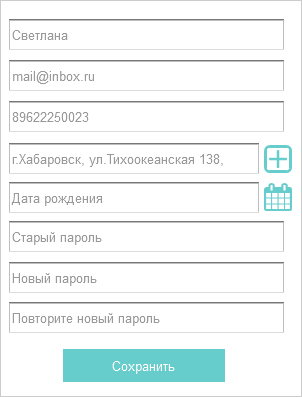 Светлана
mail@inbox.ru
89622250023
г.Хабаровск, ул.Тихоокеанская 138,
Дата рождения
Старый пароль
Новый пароль
Повторите новый пароль
Сохранить